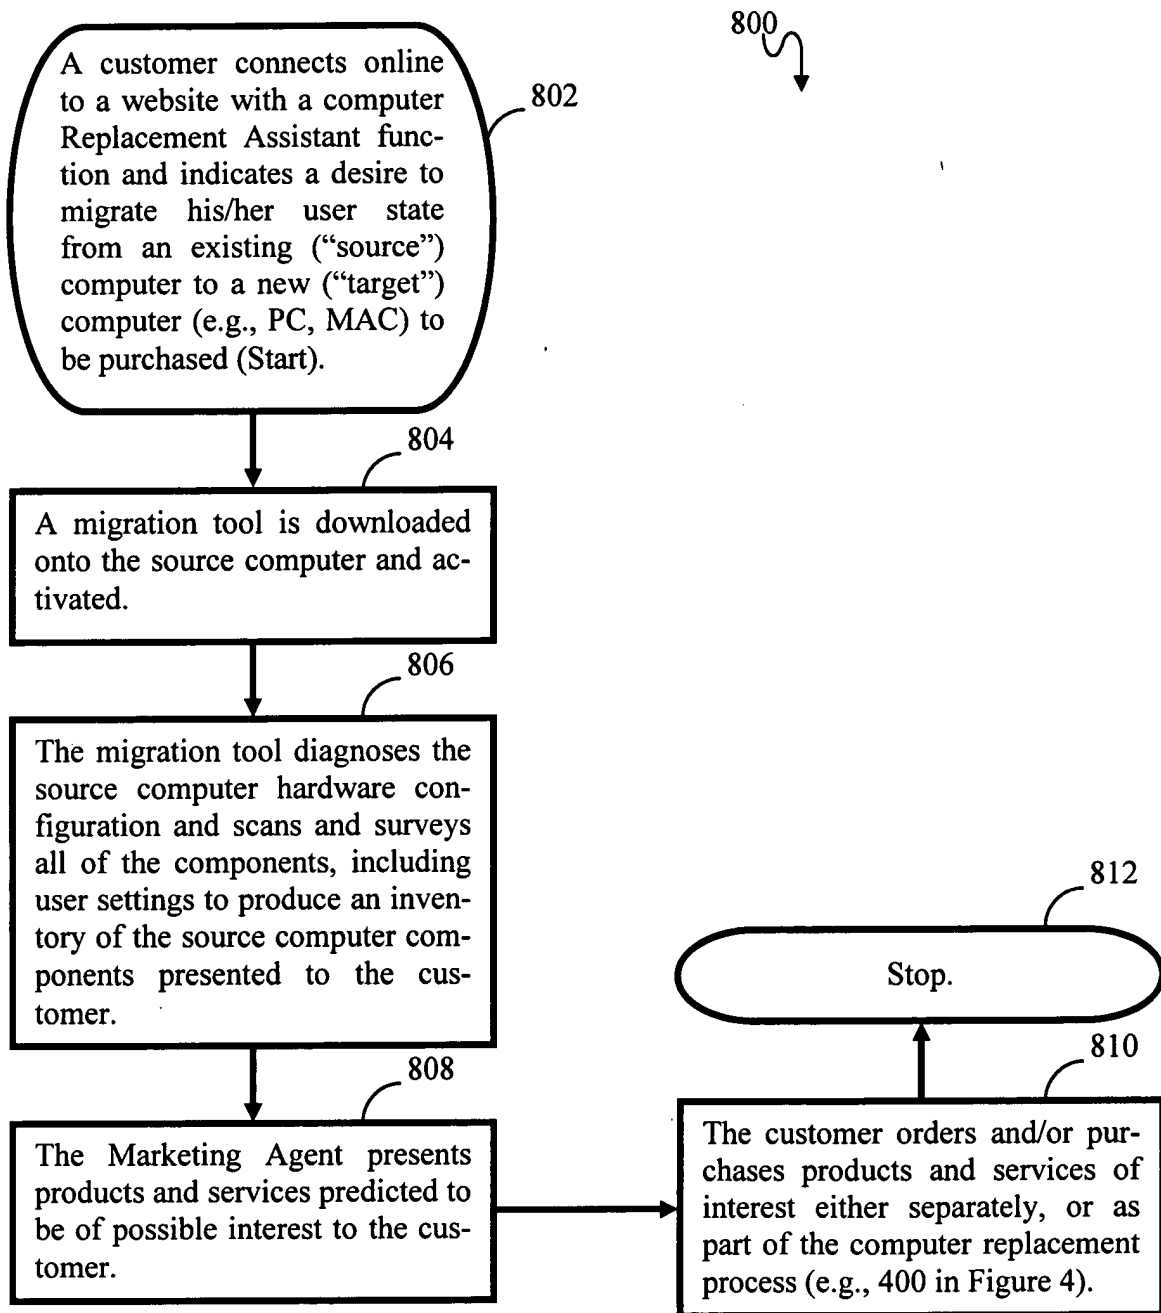 800
A customer connects online
to a website with a computer
Replacement Assistant func-
tion and indicates a desire to
migrate his/her user state
from an existing (“source”)
computer to a new (“target”)
computer (e.g., PC, MAC) to
be purchased (Start).
802
804
A migration tool is downloaded
onto the source computer and ac-
tivated.
806
The migration tool diagnoses the
source computer hardware con-
figuration and scans and surveys
all of the components, including
user settings to produce an inven-
tory of the source computer com-
ponents presented to the cus-
tomer.
808
The Marketing Agent presents
products and services predicted to
be of possible interest to the cus-
tomer.
810
The customer orders and/or pur-
chases products and services of
interest either separately, or as
part of the computer replacement
process (e.g., 400 in Figure 4).
812
Stop.